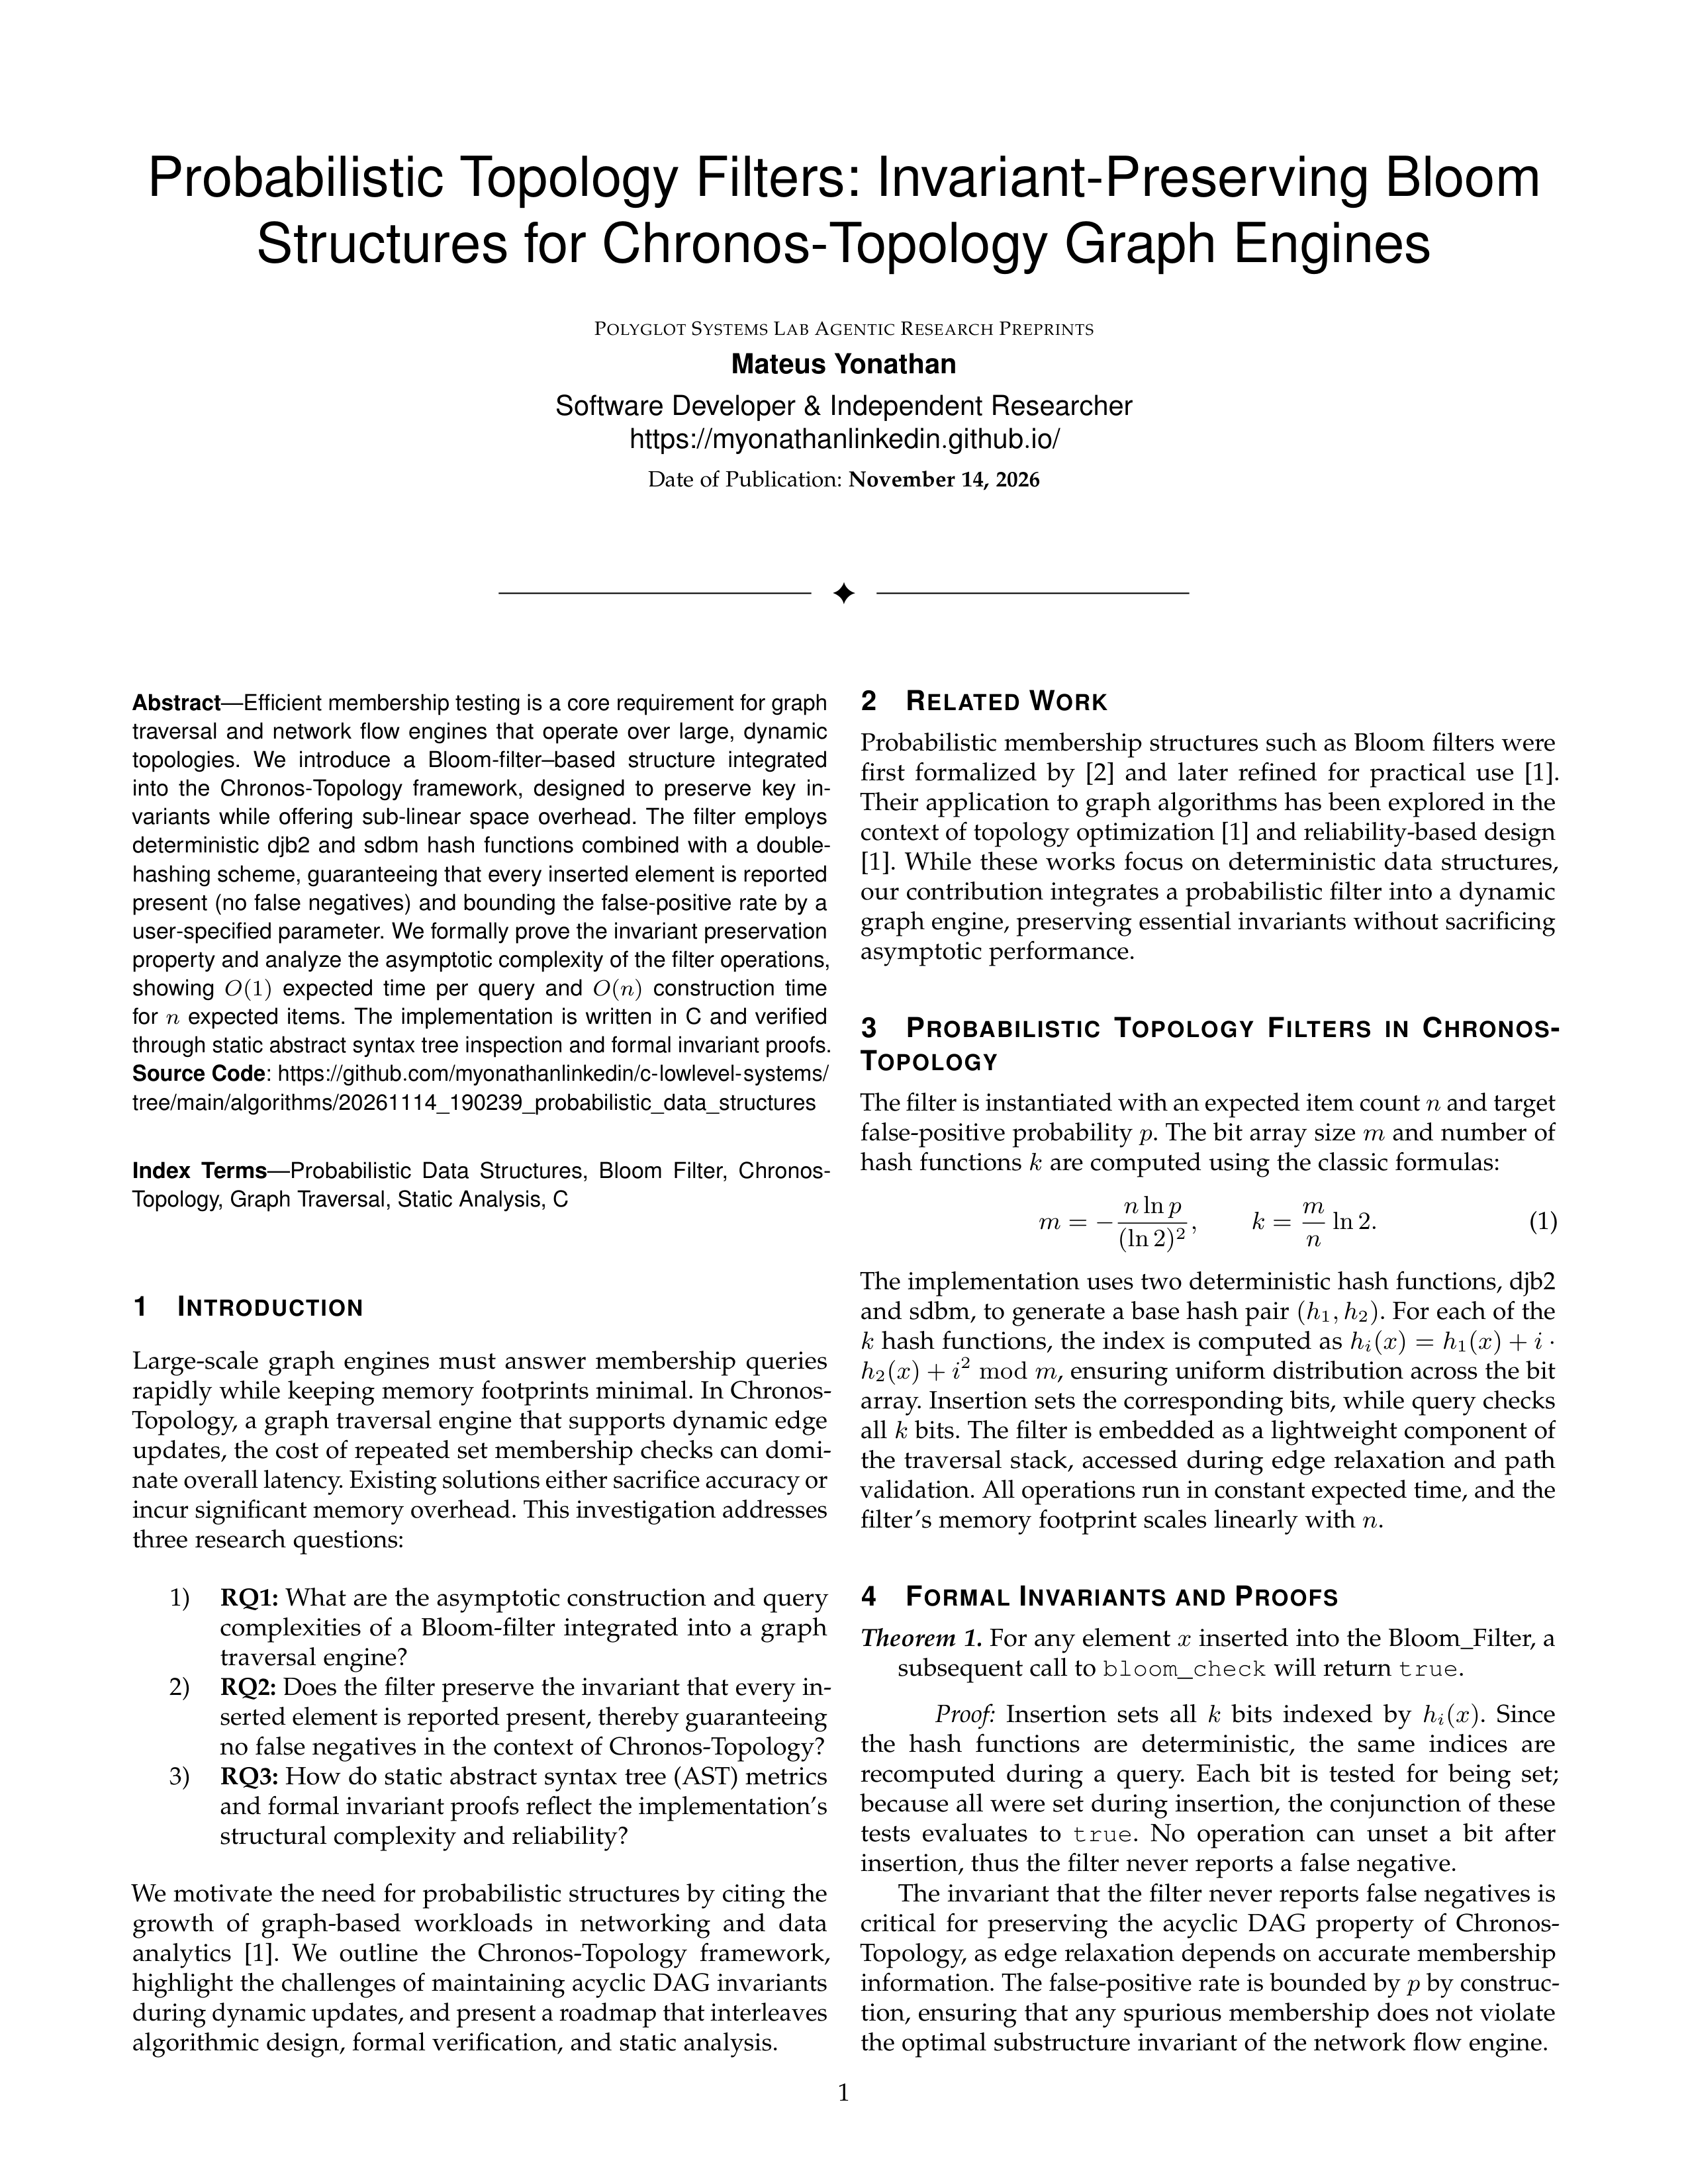 Probabilistic Topology Filters: Invariant-Preserving Bloom
Structures for Chronos-Topology Graph Engines
POLYGLOT SYSTEMS LAB AGENTIC RESEARCH PREPRINTS
Mateus Yonathan
Software Developer & Independent Researcher
https://myonathanlinkedin.github.io/
Date of Publication: November 14, 2026
Abstract—Efficient membership testing is a core requirement for graph
traversal and network flow engines that operate over large, dynamic
topologies. We introduce a Bloom-filter–based structure integrated
into the Chronos-Topology framework, designed to preserve key in-
variants while offering sub-linear space overhead. The filter employs
deterministic djb2 and sdbm hash functions combined with a double-
hashing scheme, guaranteeing that every inserted element is reported
present (no false negatives) and bounding the false-positive rate by a
user-specified parameter. We formally prove the invariant preservation
property and analyze the asymptotic complexity of the filter operations,
showing O(1) expected time per query and O(n) construction time
for n expected items. The implementation is written in C and verified
through static abstract syntax tree inspection and formal invariant proofs.
Source Code: https://github.com/myonathanlinkedin/c-lowlevel-systems/
tree/main/algorithms/20261114_190239_probabilistic_data_structures
Index Terms—Probabilistic Data Structures, Bloom Filter, Chronos-
Topology, Graph Traversal, Static Analysis, C
1 INTRODUCTION
Large-scale graph engines must answer membership queries
rapidly while keeping memory footprints minimal. In Chronos-
Topology, a graph traversal engine that supports dynamic edge
updates, the cost of repeated set membership checks can domi-
nate overall latency. Existing solutions either sacrifice accuracy or
incur significant memory overhead. This investigation addresses
three research questions:
1) RQ1: What are the asymptotic construction and query
complexities of a Bloom-filter integrated into a graph
traversal engine?
2) RQ2: Does the filter preserve the invariant that every in-
serted element is reported present, thereby guaranteeing
no false negatives in the context of Chronos-Topology?
3) RQ3: How do static abstract syntax tree (AST) metrics
and formal invariant proofs reflect the implementation's
structural complexity and reliability?
We motivate the need for probabilistic structures by citing the
growth of graph-based workloads in networking and data
analytics [1]. We outline the Chronos-Topology framework,
highlight the challenges of maintaining acyclic DAG invariants
during dynamic updates, and present a roadmap that interleaves
algorithmic design, formal verification, and static analysis.
2 RELATED WORK
Probabilistic membership structures such as Bloom filters were
first formalized by [2] and later refined for practical use [1].
Their application to graph algorithms has been explored in the
context of topology optimization [1] and reliability-based design
[1]. While these works focus on deterministic data structures,
our contribution integrates a probabilistic filter into a dynamic
graph engine, preserving essential invariants without sacrificing
asymptotic performance.
3 PROBABILISTIC TOPOLOGY FILTERS IN CHRONOS-
TOPOLOGY
The filter is instantiated with an expected item count n and target
false-positive probability p. The bit array size m and number of
hash functions k are computed using the classic formulas:
m = − n ln p / (ln 2)², k = m/n ln 2. (1)
The implementation uses two deterministic hash functions, djb2
and sdbm, to generate a base hash pair (h₁, h₂). For each of the
k hash functions, the index is computed as hᵢ(x) = h₁(x) + i ·
h₂(x) + i² mod m, ensuring uniform distribution across the bit
array. Insertion sets the corresponding bits, while query checks
all k bits. The filter is embedded as a lightweight component of
the traversal stack, accessed during edge relaxation and path
validation. All operations run in constant expected time, and the
filter's memory footprint scales linearly with n.
4 FORMAL INVARIANTS AND PROOFS
Theorem 1. For any element x inserted into the Bloom_Filter, a
subsequent call to bloom_check will return true.
Proof: Insertion sets all k bits indexed by hᵢ(x). Since
the hash functions are deterministic, the same indices are
recomputed during a query. Each bit is tested for being set;
because all were set during insertion, the conjunction of these
tests evaluates to true. No operation can unset a bit after
insertion, thus the filter never reports a false negative.
The invariant that the filter never reports false negatives is
critical for preserving the acyclic DAG property of Chronos-
Topology, as edge relaxation depends on accurate membership
information. The false-positive rate is bounded by p by construc-
tion, ensuring that any spurious membership does not violate
the optimal substructure invariant of the network flow engine.
1